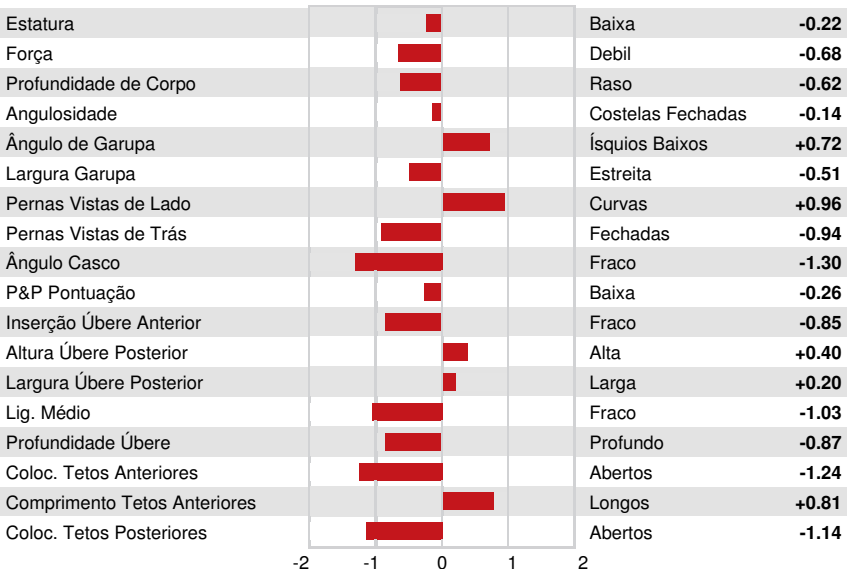 Estatura Baixa -0.22
Força Debil -0.68
Profundidade de Corpo Raso -0.62
Angulosidade Costelas Fechadas -0.14
Ângulo de Garupa Ísquios Baixos +0.72
Largura Garupa Estreita -0.51
Pernas Vistas de Lado Curvas +0.96
Pernas Vistas de Trás Fechadas -0.94
Ângulo Casco Fraco -1.30
P&P Pontuação Baixa -0.26
Inserção Úbere Anterior Fraco -0.85
Altura Úbere Posterior Alta +0.40
Largura Úbere Posterior Larga +0.20
Lig. Médio Fraco -1.03
Profundidade Úbere Profundo -0.87
Coloc. Tetos Anteriores Abertos -1.24
Comprimento Tetos Anteriores Longos +0.81
Coloc. Tetos Posteriores Abertos -1.14
-2 -1 0 1 2